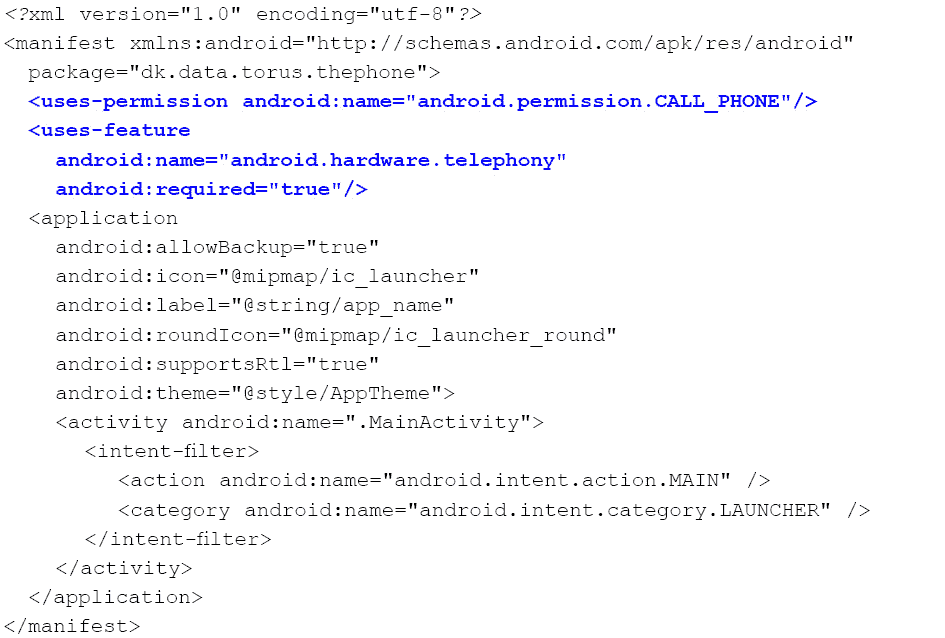 <?xml version="1.0" encoding="utf-8"?>
<manifest xmlns:android="http://schemas.android.com/apk/res/android"
package="dk.data.torus.thephone">
<uses-permission android:name="android.permission.CALL_PHONE"/>
<uses-feature
android:name="android.hardware.telephony"
android:required="true"/>
<application
android:allowBackup="true"
android:icon="@mipmap/ic_launcher"
android:label="@string/app_name"
android:roundIcon="@mipmap/ic_launcher_round"
android:supportsRtl="true"
android:theme="@style/AppTheme">
<activity android:name=".MainActivity">
<intent-filter>
<action android:name="android.intent.action.MAIN" />
<category android:name="android.intent.category.LAUNCHER" />
</intent-filter>
</activity>
</application>
</manifest>